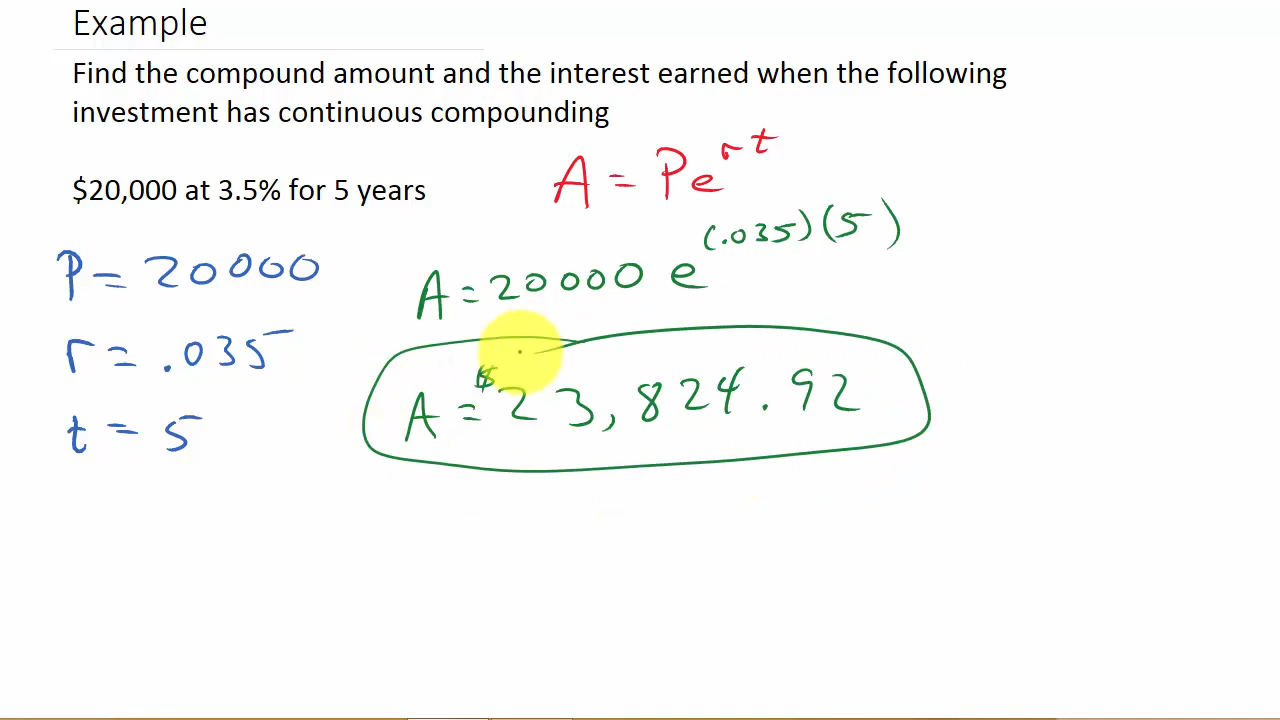 Example
Find the compound amount and the interest earned when the following
investment has continuous compounding
$20,000 at 3.5% for 5 years
A = Pe^rt
P = 20000
r = .035
t = 5
A = 20000 e^(.035)(5)
A = $23,824.92